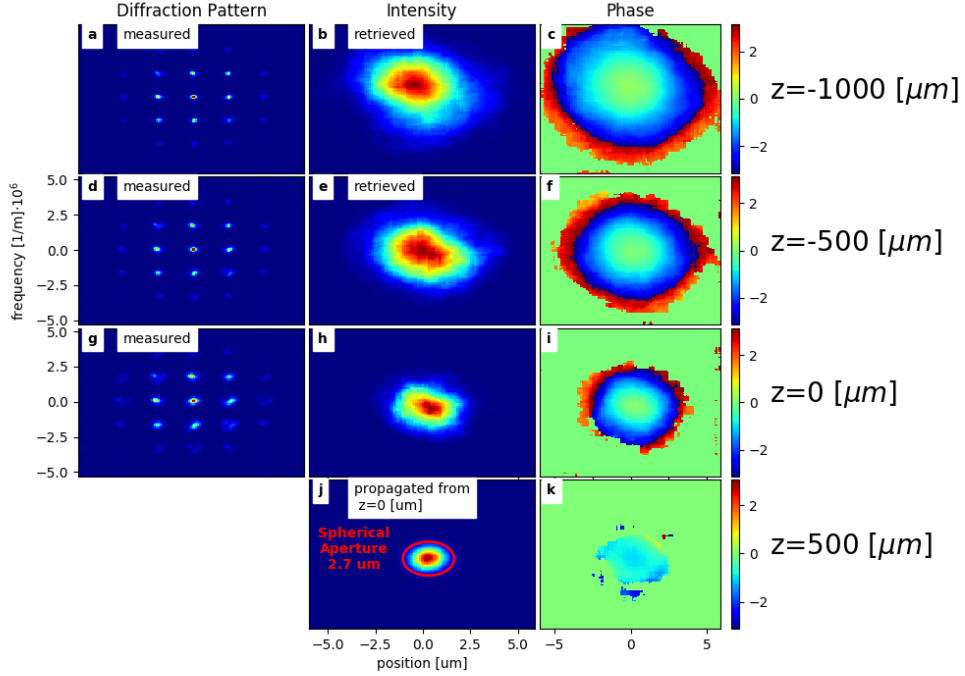 Diffraction Pattern Intensity Phase
a measured b retrieved c 2 0 −2 z=-1000 [μm]
5.0 2.5 0.0 −2.5 −5.0 d measured e retrieved f 2 0 −2 z=-500 [μm]
frequency [1/m]·10⁶
5.0 2.5 0.0 −2.5 −5.0 g measured h i 2 0 −2 z=0 [μm]
j propagated from k 2 0 −2 z=500 [μm]
z=0 [um]
Spherical
Aperture
2.7 um
−5.0 −2.5 0.0 2.5 5.0 −5 0 5
position [um]